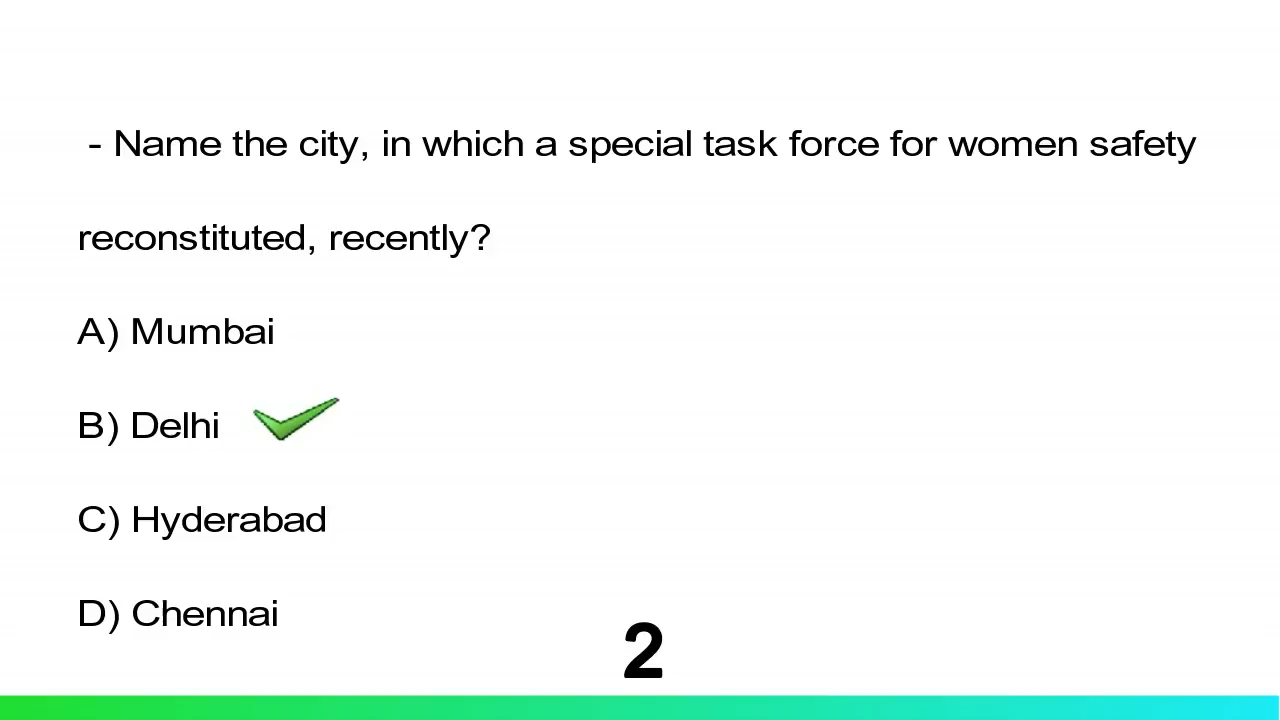 - Name the city, in which a special task force for women safety
reconstituted, recently?
A) Mumbai
B) Delhi
C) Hyderabad
D) Chennai
2